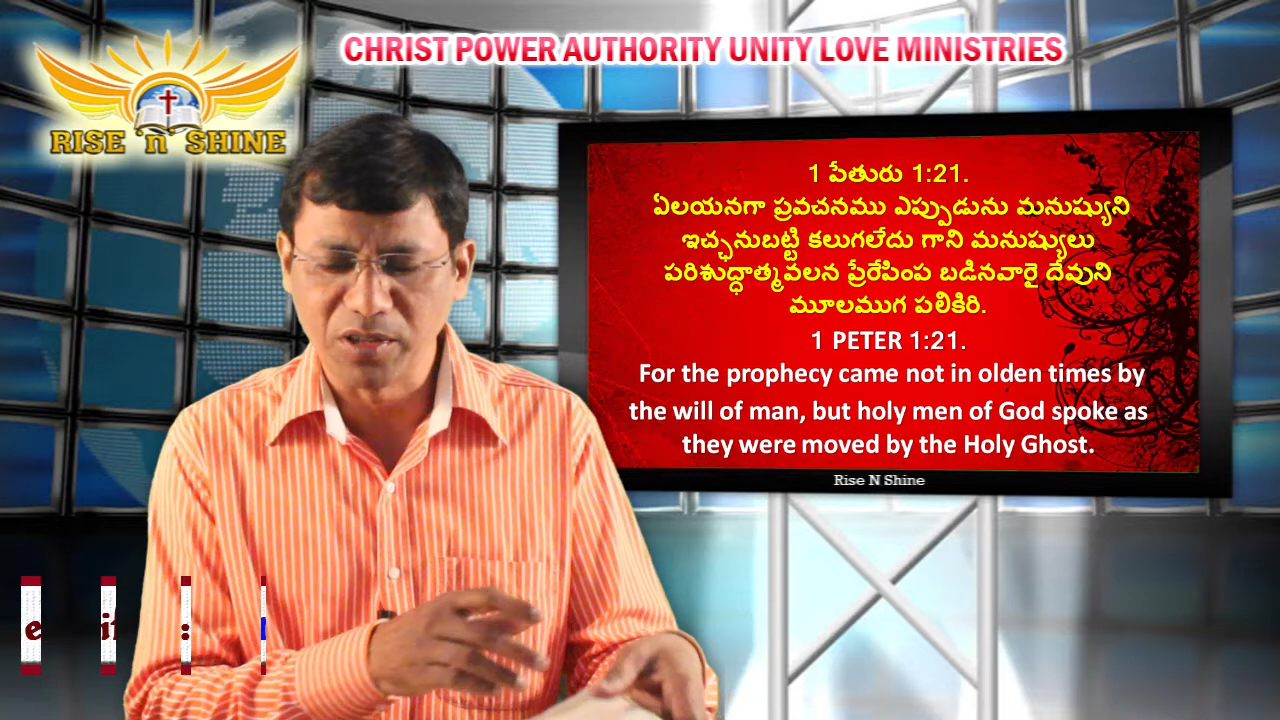 CHRIST POWER AUTHORITY UNITY LOVE MINISTRIES
RISE 'n' SHINE
1 పేతురు 1:21.
ఏలయనగా ప్రవచనము ఎప్పుడును మనుష్యుని
ఇచ్ఛనుబట్టి కలుగలేదు గాని మనుష్యులు
పరిశుద్ధాత్మవలన ప్రేరేపింప బడినవారై దేవుని
మూలముగ పలికిరి.
1 PETER 1:21.
For the prophecy came not in olden times by
the will of man, but holy men of God spoke as
they were moved by the Holy Ghost.
Rise N Shine